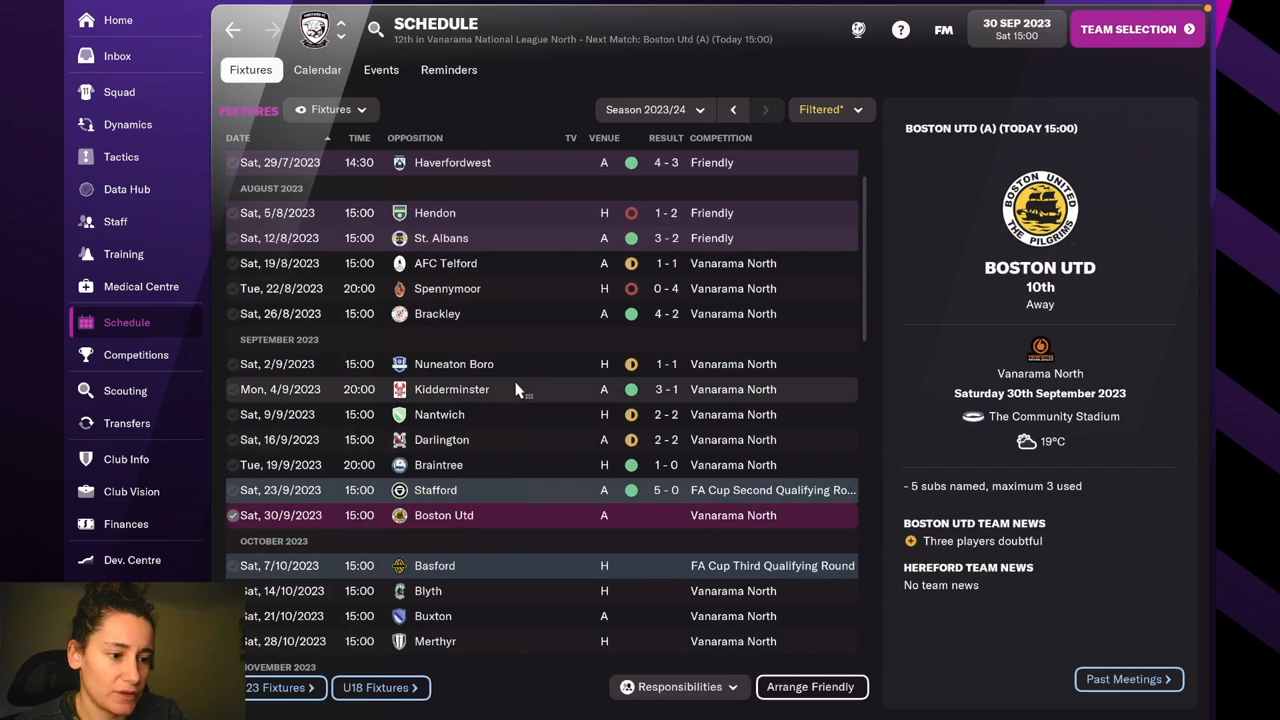 Home
Inbox
Squad
Dynamics
Tactics
Data Hub
Staff
Training
Medical Centre
Schedule
Competitions
Scouting
Transfers
Club Info
Club Vision
Finances
Dev. Centre
SCHEDULE
12th in Vanarama National League North - Next Match: Boston Utd (A) (Today 15:00)
? FM
30 SEP 2023
Sat 15:00
TEAM SELECTION
Fixtures Calendar Events Reminders
FIXTURES Fixtures Season 2023/24 Filtered*
DATE TIME OPPOSITION TV VENUE RESULT COMPETITION
Sat, 29/7/2023 14:30 Haverfordwest A 4 - 3 Friendly
AUGUST 2023
Sat, 5/8/2023 15:00 Hendon H 1 - 2 Friendly
Sat, 12/8/2023 15:00 St. Albans A 3 - 2 Friendly
Sat, 19/8/2023 15:00 AFC Telford A 1 - 1 Vanarama North
Tue, 22/8/2023 20:00 Spennymoor H 0 - 4 Vanarama North
Sat, 26/8/2023 15:00 Brackley A 4 - 2 Vanarama North
SEPTEMBER 2023
Sat, 2/9/2023 15:00 Nuneaton Boro H 1 - 1 Vanarama North
Mon, 4/9/2023 20:00 Kidderminster A 3 - 1 Vanarama North
Sat, 9/9/2023 15:00 Nantwich H 2 - 2 Vanarama North
Sat, 16/9/2023 15:00 Darlington A 2 - 2 Vanarama North
Tue, 19/9/2023 20:00 Braintree H 1 - 0 Vanarama North
Sat, 23/9/2023 15:00 Stafford A 5 - 0 FA Cup Second Qualifying Ro...
Sat, 30/9/2023 15:00 Boston Utd A Vanarama North
OCTOBER 2023
Sat, 7/10/2023 15:00 Basford H FA Cup Third Qualifying Round
Sat, 14/10/2023 15:00 Blyth H Vanarama North
Sat, 21/10/2023 15:00 Buxton A Vanarama North
Sat, 28/10/2023 15:00 Merthyr H Vanarama North
NOVEMBER 2023
23 Fixtures U18 Fixtures Responsibilities Arrange Friendly
BOSTON UTD (A) (TODAY 15:00)
BOSTON UNITED
THE PILGRIMS
BOSTON UTD
10th
Away
Vanarama North
Saturday 30th September 2023
The Community Stadium
19°C
- 5 subs named, maximum 3 used
BOSTON UTD TEAM NEWS
Three players doubtful
HEREFORD TEAM NEWS
No team news
Past Meetings